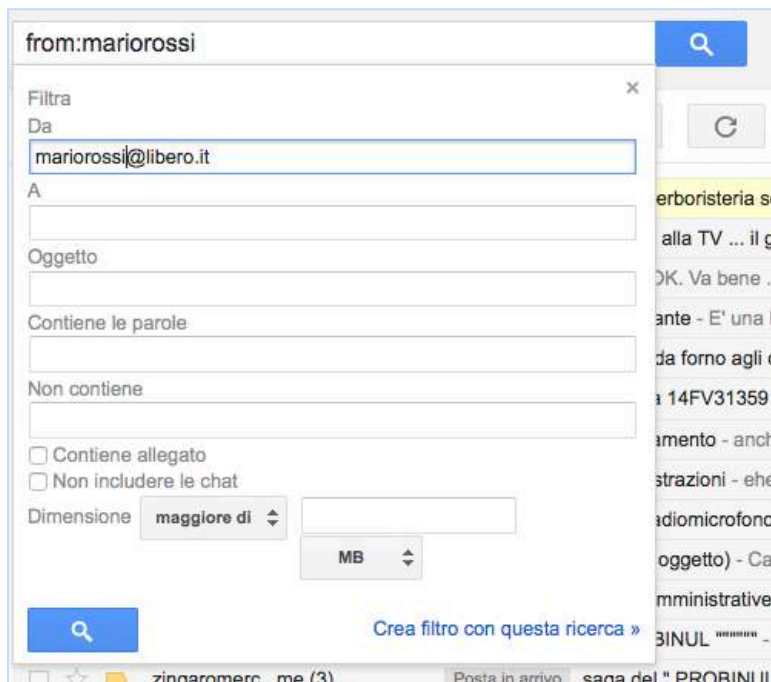 from:mariorossi
Filtra
Da
mariorossi@libero.it
A
erboristeria s
Oggetto
alla TV ... il g
OK. Va bene .
Contiene le parole
ante - E' una
da forno agli
Non contiene
14FV31359
Contiene allegato
amento - anch
Non includere le chat
strazioni - ehe
Dimensione maggiore di
adiomicrofono
MB
oggetto) - Ca
mministrative
Crea filtro con questa ricerca »
BINUL """""" -
zingaromerc., me (3) Posta in arrivo saga del " PROBINUL